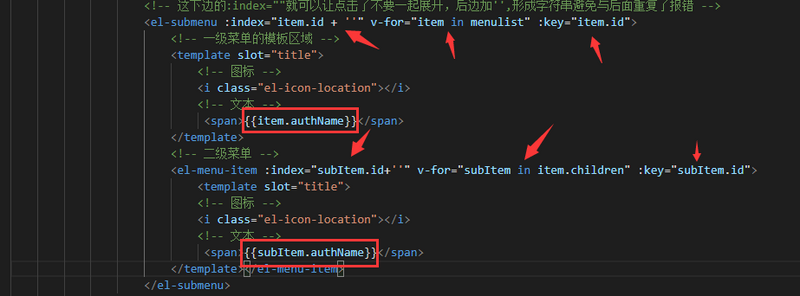 <!-- 这下边的:index=""就可以让点击了不要一起展开，后边加'',形成字符串避免与后面重复了报错 -->
<el-submenu :index="item.id + ''" v-for="item in menulist" :key="item.id">
<!-- 一级菜单的模板区域 -->
<template slot="title">
<!-- 图标 -->
<i class="el-icon-location"></i>
<!-- 文本 -->
<span>{{item.authName}}</span>
</template>
<!-- 二级菜单 -->
<el-menu-item :index="subItem.id+''" v-for="subItem in item.children" :key="subItem.id">
<template slot="title">
<!-- 图标 -->
<i class="el-icon-location"></i>
<!-- 文本 -->
<span>{{subItem.authName}}</span>
</template></el-menu-item>
</el-submenu>